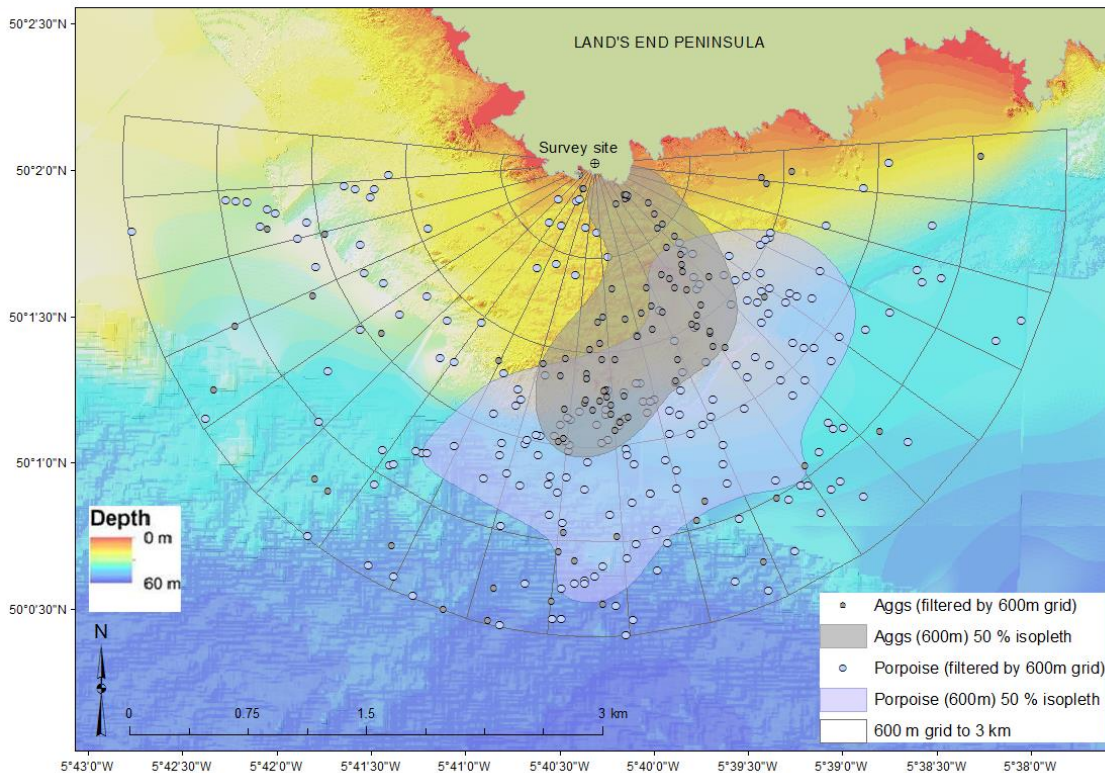 50°2'30"N
50°2'0"N
50°1'30"N
50°1'0"N
50°0'30"N
LAND'S END PENINSULA
Survey site
Depth
0 m
60 m
N
0 0.75 1.5 3 km
Aggs (filtered by 600m grid)
Aggs (600m) 50 % isopleth
Porpoise (filtered by 600m grid)
Porpoise (600m) 50 % isopleth
600 m grid to 3 km
5°43'0"W 5°42'30"W 5°42'0"W 5°41'30"W 5°41'0"W 5°40'30"W 5°40'0"W 5°39'30"W 5°39'0"W 5°38'30"W 5°38'0"W